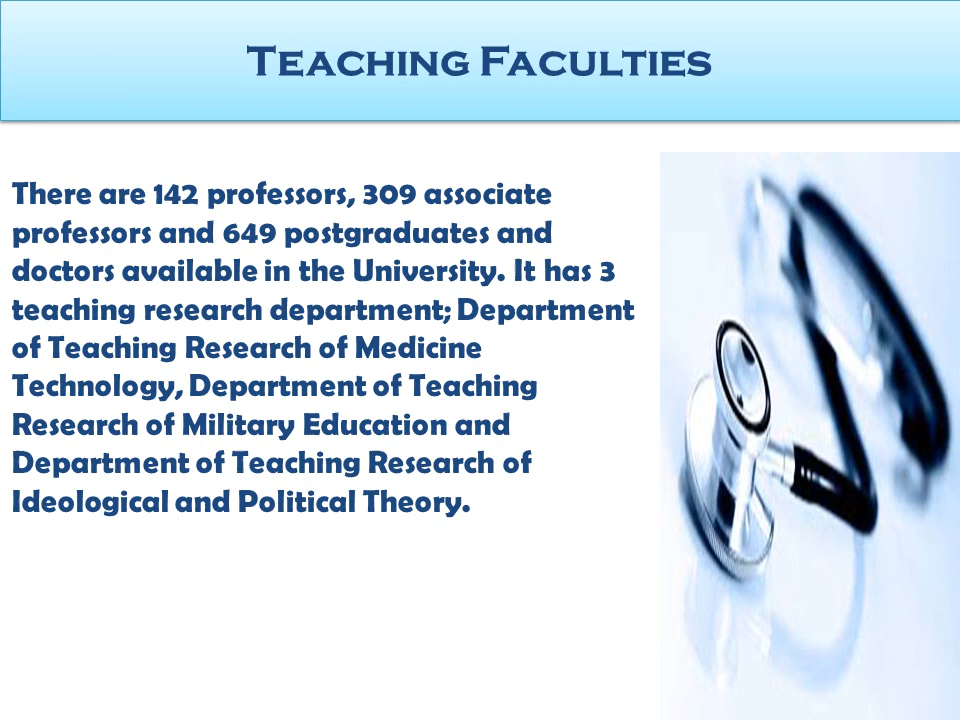 Teaching Faculties
There are 142 professors, 309 associate
professors and 649 postgraduates and
doctors available in the University. It has 3
teaching research department; Department
of Teaching Research of Medicine
Technology, Department of Teaching
Research of Military Education and
Department of Teaching Research of
Ideological and Political Theory.